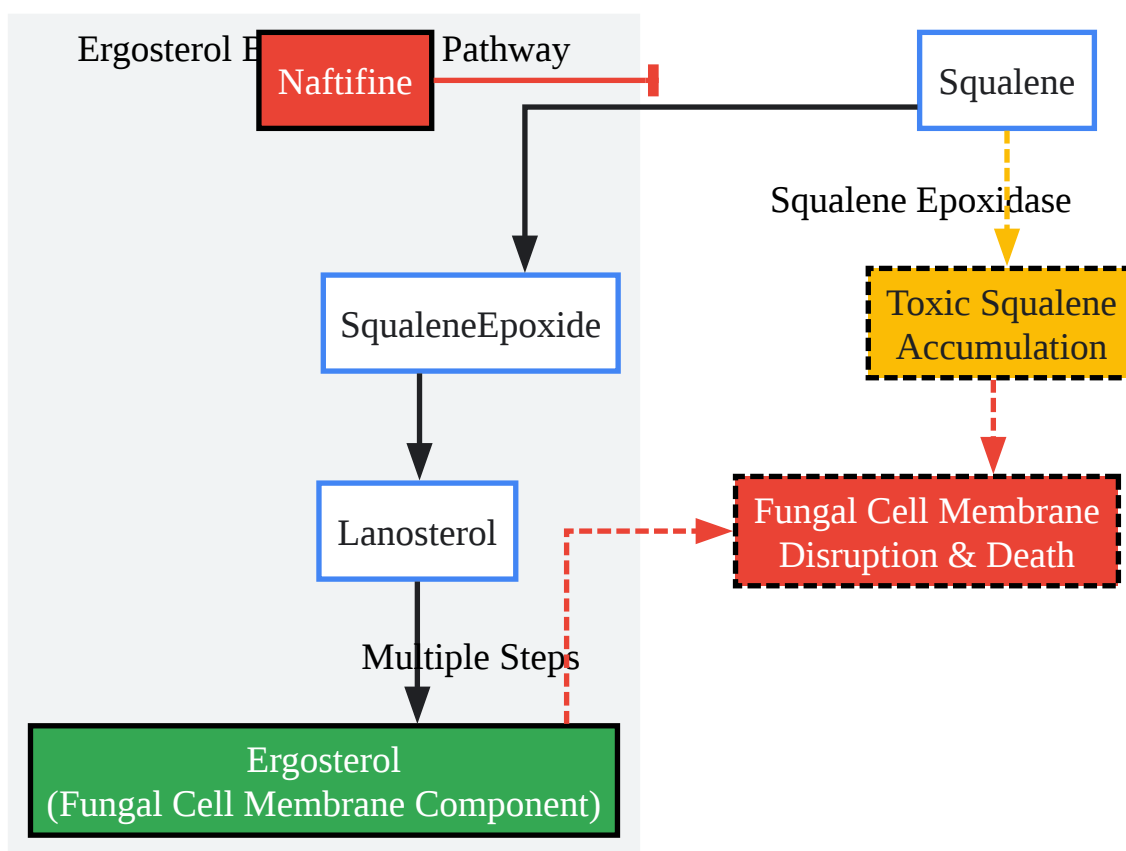 Ergosterol Pathway
Naftifine
Squalene
Squalene Epoxidase
SqualeneEpoxide
Toxic Squalene
Accumulation
Lanosterol
Fungal Cell Membrane
Disruption & Death
Multiple Steps
Ergosterol
(Fungal Cell Membrane Component)